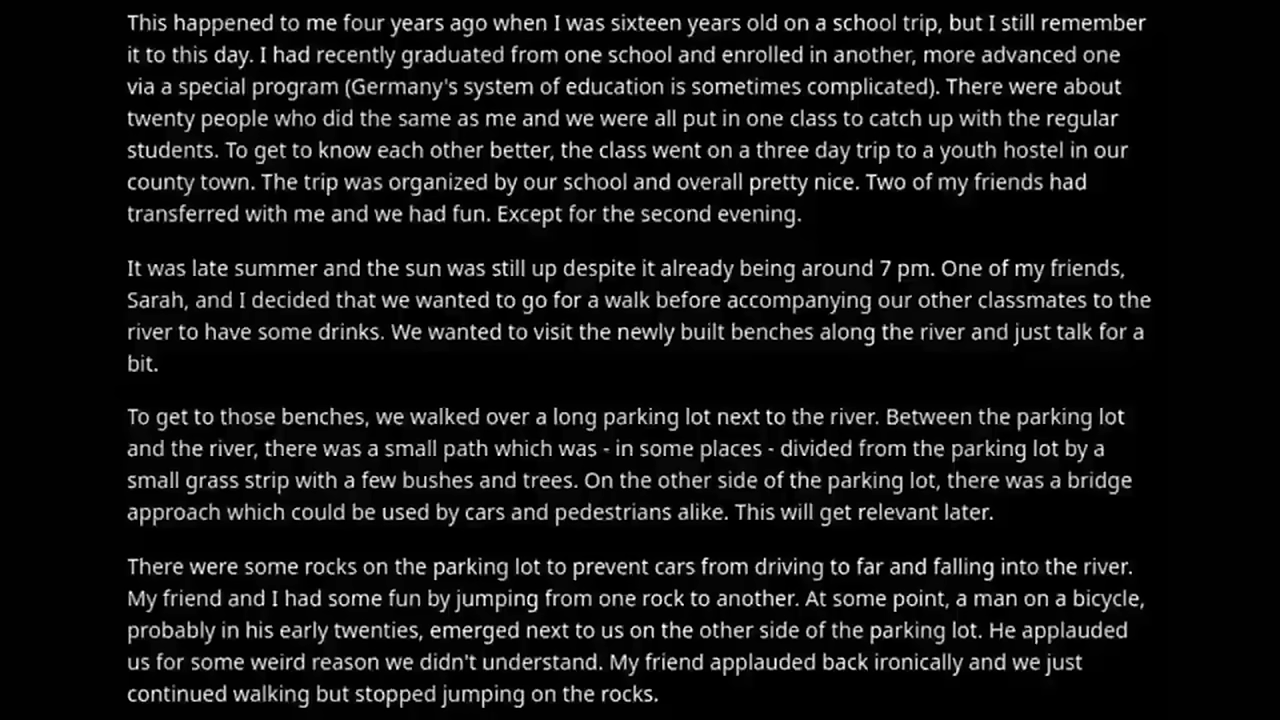 This happened to me four years ago when I was sixteen years old on a school trip, but I still remember
it to this day. I had recently graduated from one school and enrolled in another, more advanced one
via a special program (Germany's system of education is sometimes complicated). There were about
twenty people who did the same as me and we were all put in one class to catch up with the regular
students. To get to know each other better, the class went on a three day trip to a youth hostel in our
county town. The trip was organized by our school and overall pretty nice. Two of my friends had
transferred with me and we had fun. Except for the second evening.
It was late summer and the sun was still up despite it already being around 7 pm. One of my friends,
Sarah, and I decided that we wanted to go for a walk before accompanying our other classmates to the
river to have some drinks. We wanted to visit the newly built benches along the river and just talk for a
bit.
To get to those benches, we walked over a long parking lot next to the river. Between the parking lot
and the river, there was a small path which was - in some places - divided from the parking lot by a
small grass strip with a few bushes and trees. On the other side of the parking lot, there was a bridge
approach which could be used by cars and pedestrians alike. This will get relevant later.
There were some rocks on the parking lot to prevent cars from driving to far and falling into the river.
My friend and I had some fun by jumping from one rock to another. At some point, a man on a bicycle,
probably in his early twenties, emerged next to us on the other side of the parking lot. He applauded
us for some weird reason we didn't understand. My friend applauded back ironically and we just
continued walking but stopped jumping on the rocks.